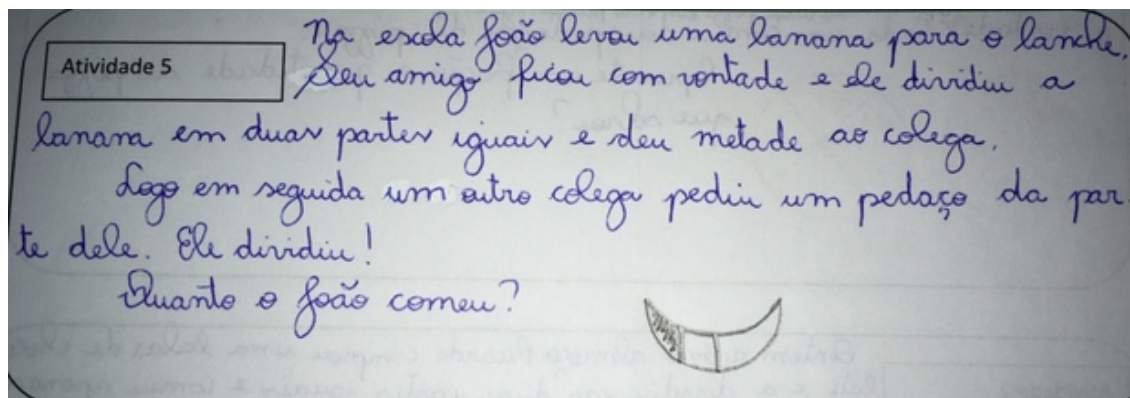 Na escola João levou uma banana para o lanche.
Atividade 5
Seu amigo ficou com vontade e ele dividiu a
banana em duas partes iguais e deu metade ao colega.
Logo em seguida um outro colega pediu um pedaço da par
te dele. Ele dividiu!
Quanto o João comeu?